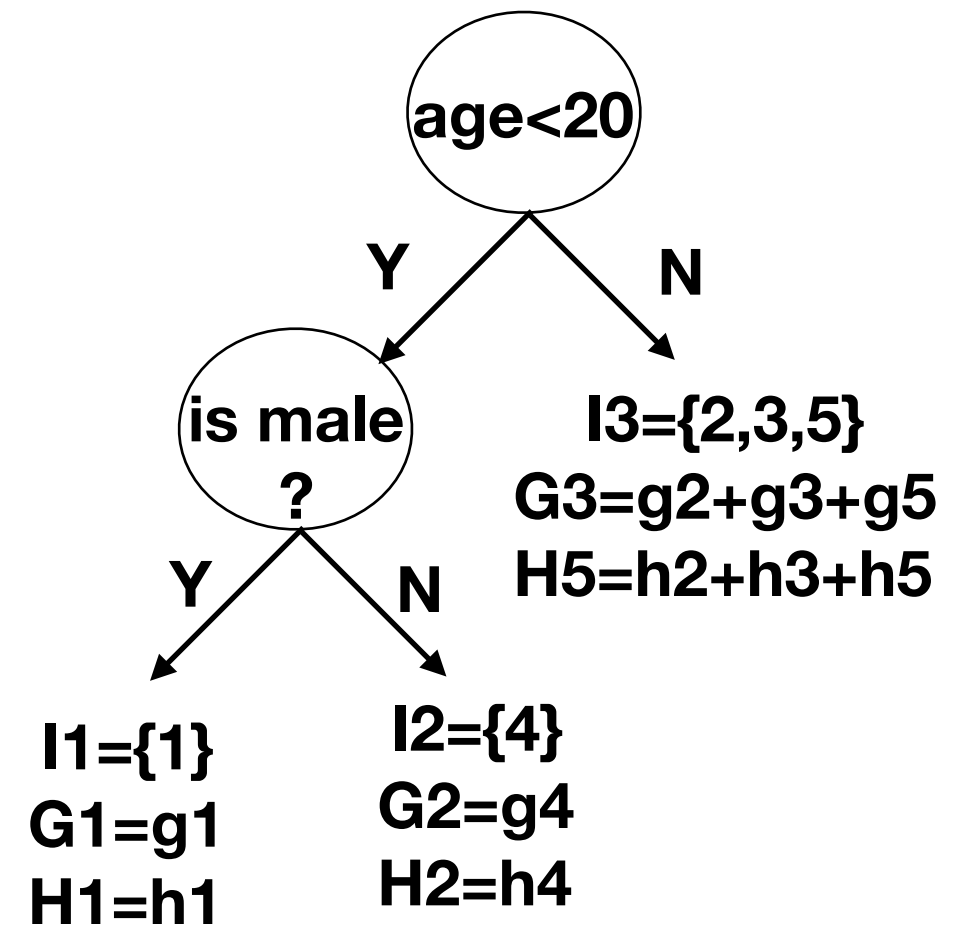 age<20
Y
N
is male
?
I3={2,3,5}
G3=g2+g3+g5
H5=h2+h3+h5
Y
N
I1={1}
G1=g1
H1=h1
I2={4}
G2=g4
H2=h4